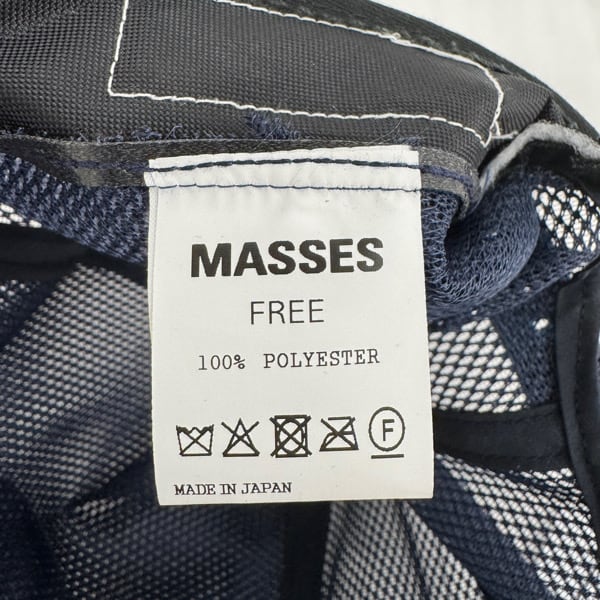 MASSES
FREE
100% POLYESTER
F
MADE IN JAPAN